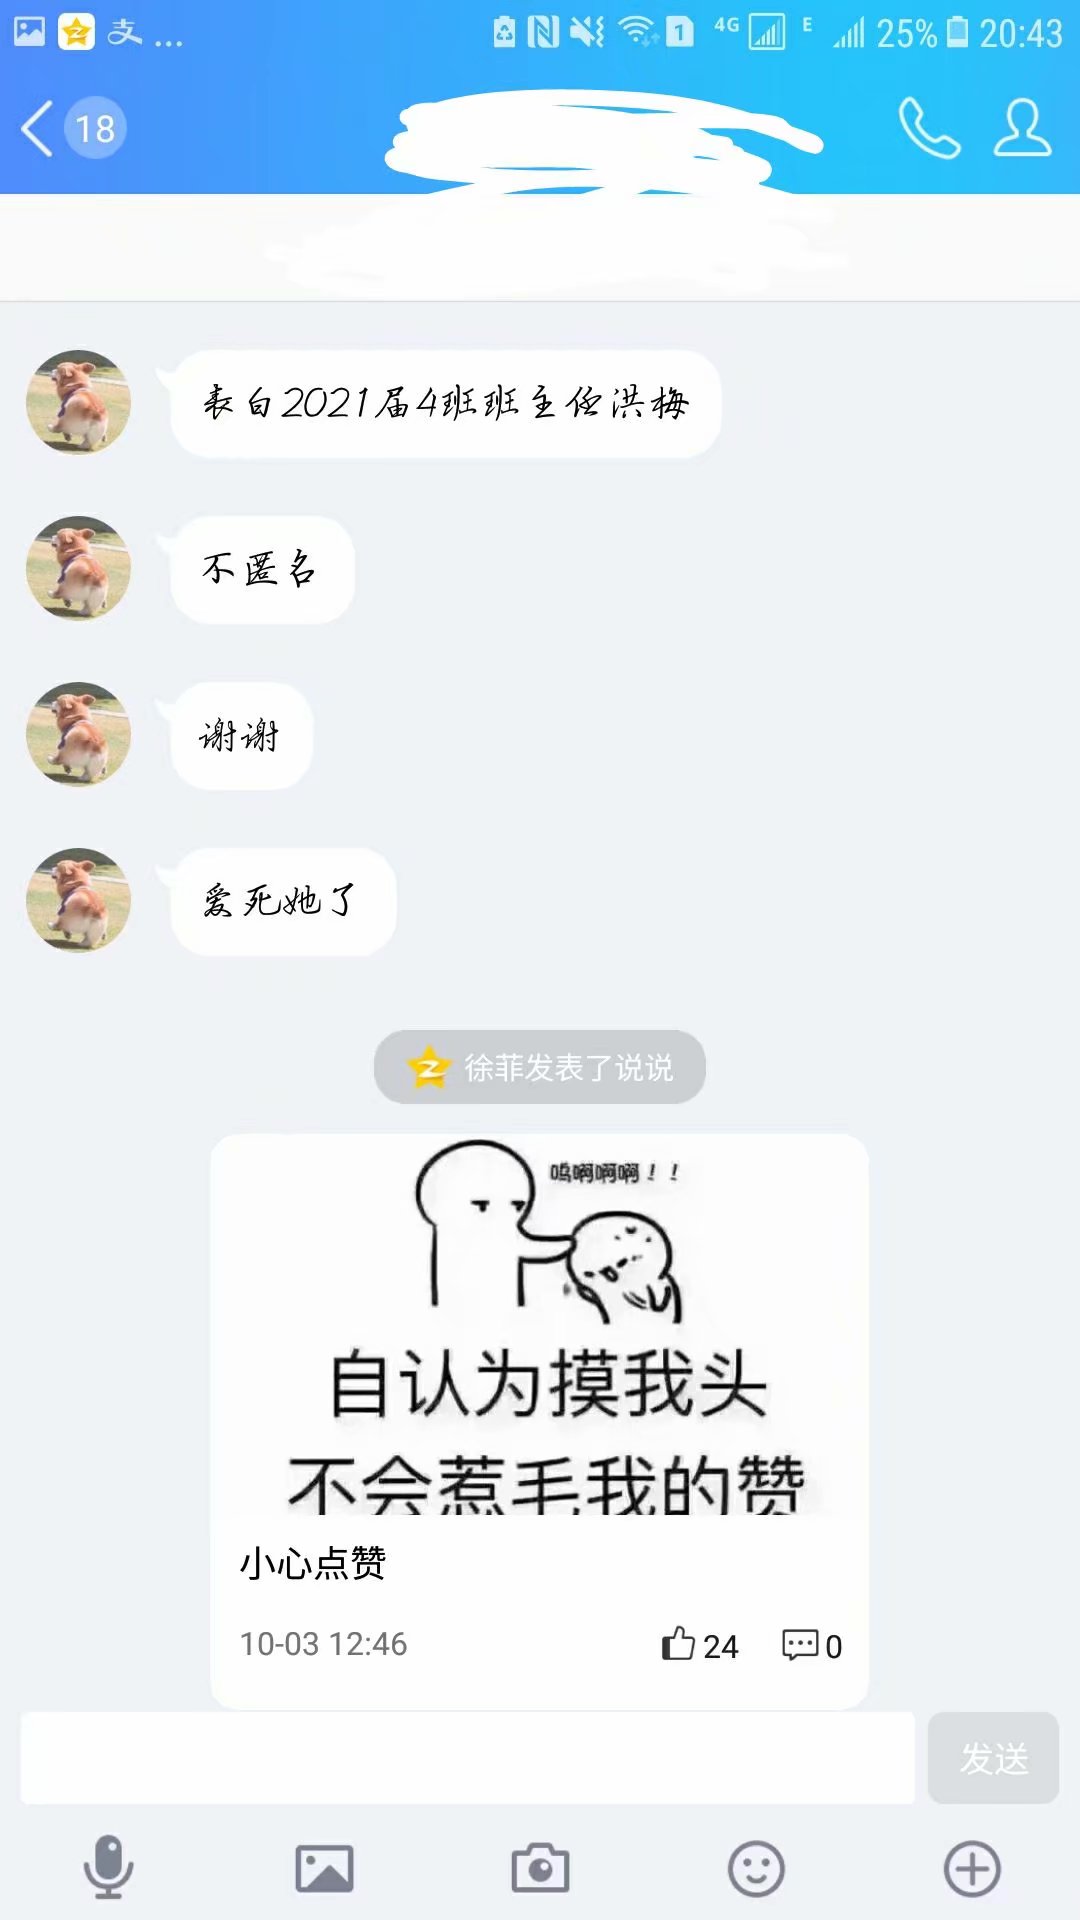 支 ... 1 4G E 25% 20:43
18
表白2021届4班班主任洪梅
不匿名
谢谢
爱死她了
徐菲发表了说说
呜啊啊啊！！
自认为摸我头
不会惹毛我的赞
小心点赞
10-03 12:46 24 0
发送